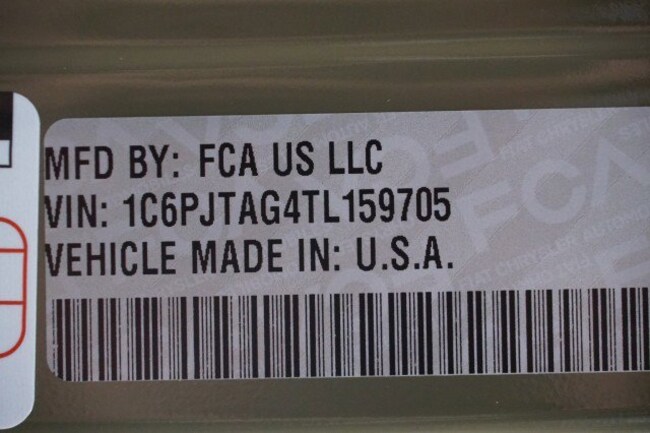 MFD BY: FCA US LLC
VIN: 1C6PJTAG4TL159705
VEHICLE MADE IN: U.S.A.